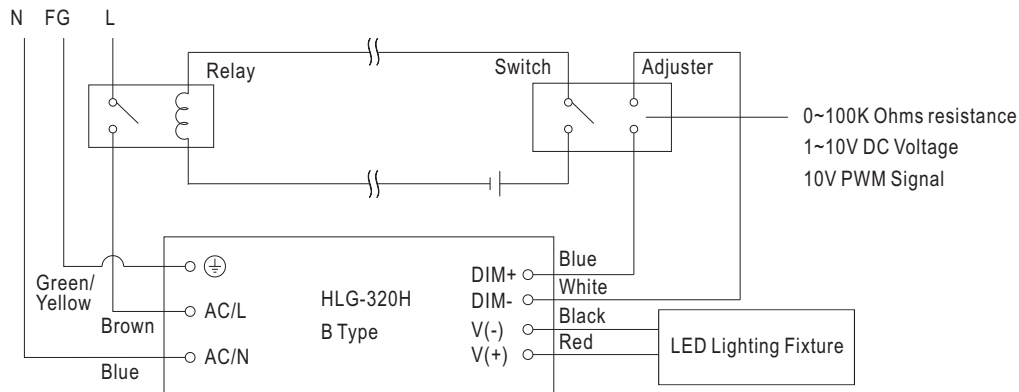 N FG L
Relay
Switch
Adjuster
0~100K Ohms resistance
1~10V DC Voltage
10V PWM Signal
Green/
Yellow
Brown
Blue
AC/L
AC/N
HLG-320H
B Type
DIM+
DIM-
V(-)
V(+)
Blue
White
Black
Red
LED Lighting Fixture